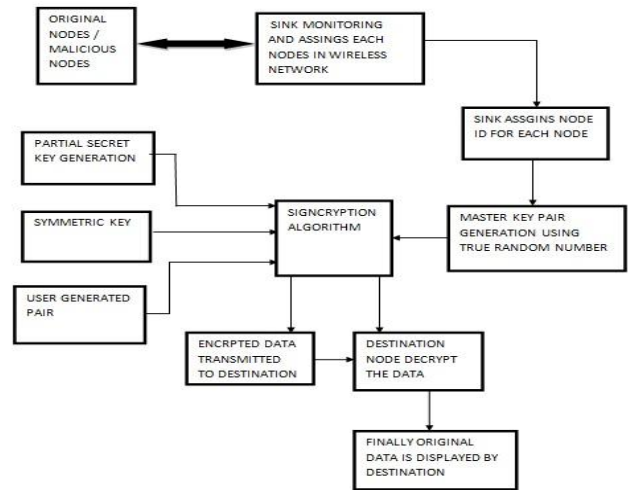 ORIGINAL
NODES /
MALICIOUS
NODES
SINK MONITORING
AND ASSINGS EACH
NODES IN WIRELESS
NETWORK
SINK ASSGINS NODE
ID FOR EACH NODE
PARTIAL SECRET
KEY GENERATION
SYMMETRIC KEY
USER GENERATED
PAIR
SIGNCRYPTION
ALGORITHM
MASTER KEY PAIR
GENERATION USING
TRUE RANDOM NUMBER
ENCRPTED DATA
TRANSMITTED
TO DESTINATION
DESTINATION
NODE DECRYPT
THE DATA
FINALLY ORIGINAL
DATA IS DISPLAYED BY
DESTINATION